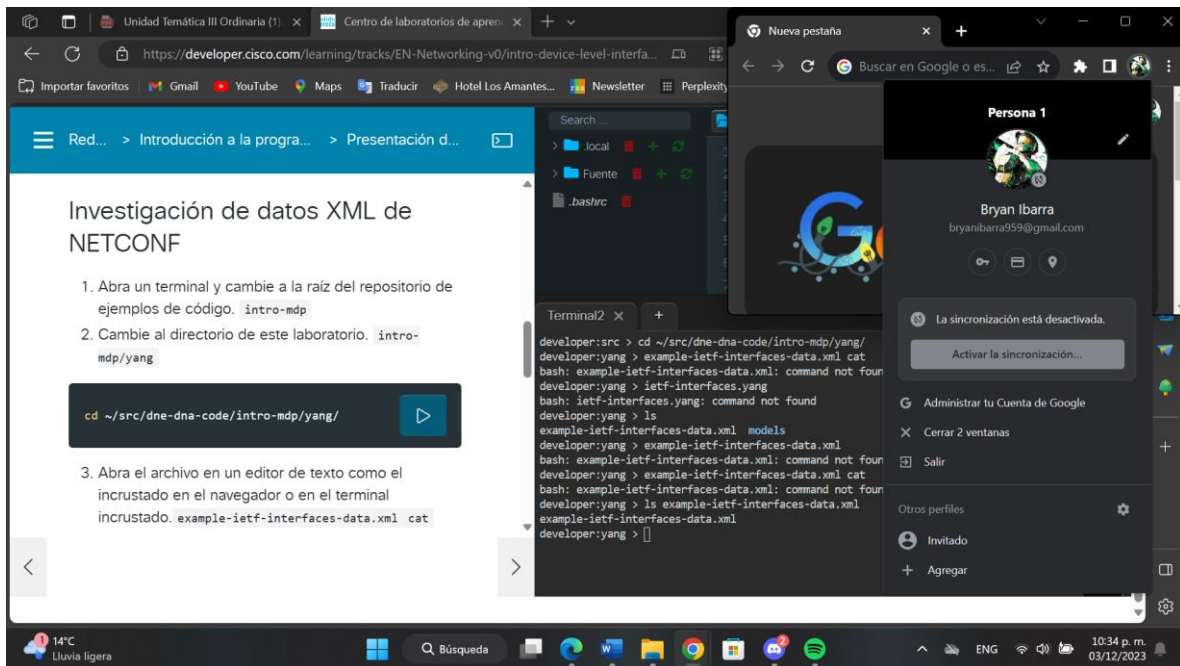 Unidad Temática III Ordinaria (1)
Centro de laboratorios de apren
https://developer.cisco.com/learning/tracks/EN-Networking-v0/intro-device-level-interfa...
Importar favoritos
Gmail
YouTube
Maps
Traducir
Hotel Los Amantes...
Newsletter
Perplexity
Red... > Introducción a la progra... > Presentación d...
Investigación de datos XML de
NETCONF
1. Abra un terminal y cambie a la raíz del repositorio de
ejemplos de código. intro-mdp
2. Cambie al directorio de este laboratorio. intro-
mdp/yang
cd ~/src/dne-dna-code/intro-mdp/yang/
3. Abra el archivo en un editor de texto como el
incrustado en el navegador o en el terminal
incrustado. example-ietf-interfaces-data.xml cat
Search ...
> .local
> Fuente
.bashrc
Terminal2 × +
developer:src > cd ~/src/dne-dna-code/intro-mdp/yang/
developer:yang > example-ietf-interfaces-data.xml cat
bash: example-ietf-interfaces-data.xml: command not foun
developer:yang > ietf-interfaces.yang
bash: ietf-interfaces.yang: command not found
developer:yang > ls
example-ietf-interfaces-data.xml models
developer:yang > example-ietf-interfaces-data.xml
bash: example-ietf-interfaces-data.xml: command not foun
developer:yang > example-ietf-interfaces-data.xml cat
bash: example-ietf-interfaces-data.xml: command not foun
developer:yang > ls example-ietf-interfaces-data.xml
example-ietf-interfaces-data.xml
developer:yang >
Nueva pestaña
Buscar en Google o es...
Persona 1
Bryan Ibarra
bryanibarra959@gmail.com
La sincronización está desactivada.
Activar la sincronización...
Administrar tu Cuenta de Google
Cerrar 2 ventanas
Salir
Otros perfiles
Invitado
Agregar
1
14°C
Lluvia ligera
Búsqueda
2
ENG
10:34 p. m.
03/12/2023